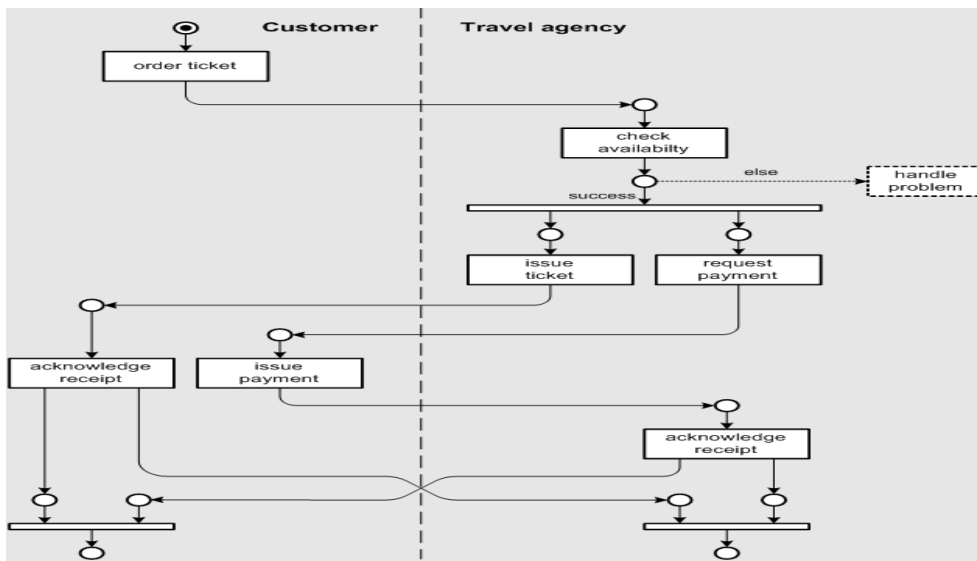 Customer
Travel agency
order ticket
check
availabilty
else
handle
problem
success
issue
ticket
request
payment
acknowledge
receipt
issue
payment
acknowledge
receipt